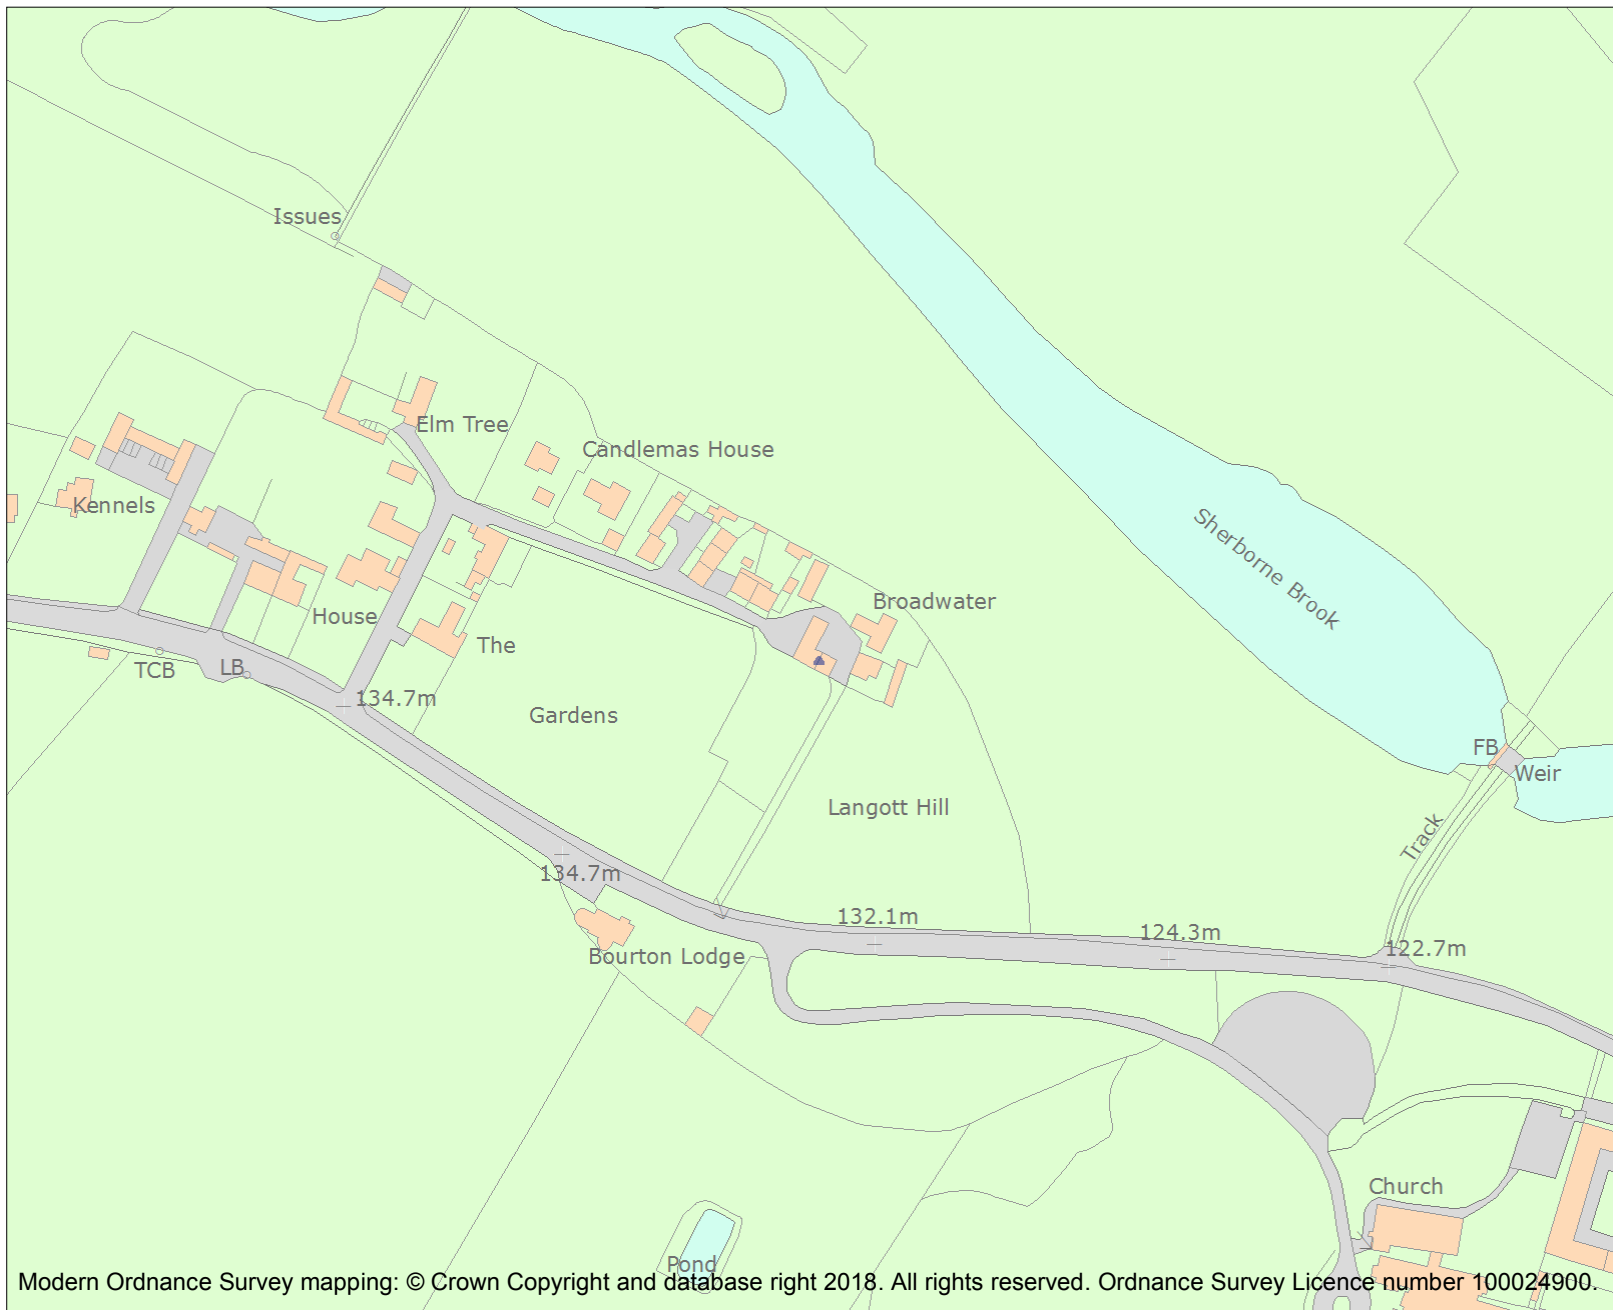 Issues
Elm Tree
Candlemas House
Kennels
Sherborne Brook
House
Broadwater
The
TCB
LB
134.7m
Gardens
FB
Weir
Langott Hill
Track
134.7m
132.1m
124.3m
122.7m
Bourton Lodge
Church
Pond
Modern Ordnance Survey mapping: © Crown Copyright and database right 2018. All rights reserved. Ordnance Survey Licence number 100024900.